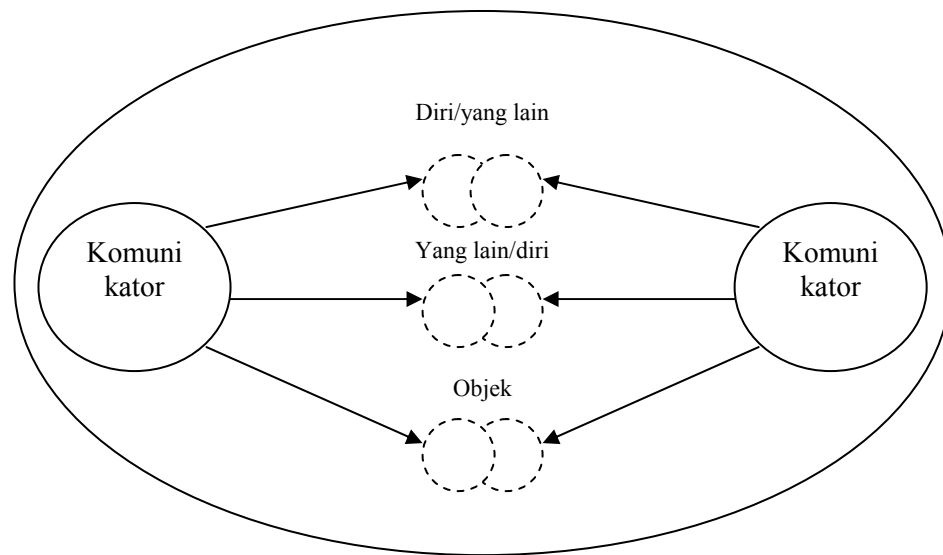 Diri/yang lain
Komuni
kator
Yang lain/diri
Komuni
kator
Objek